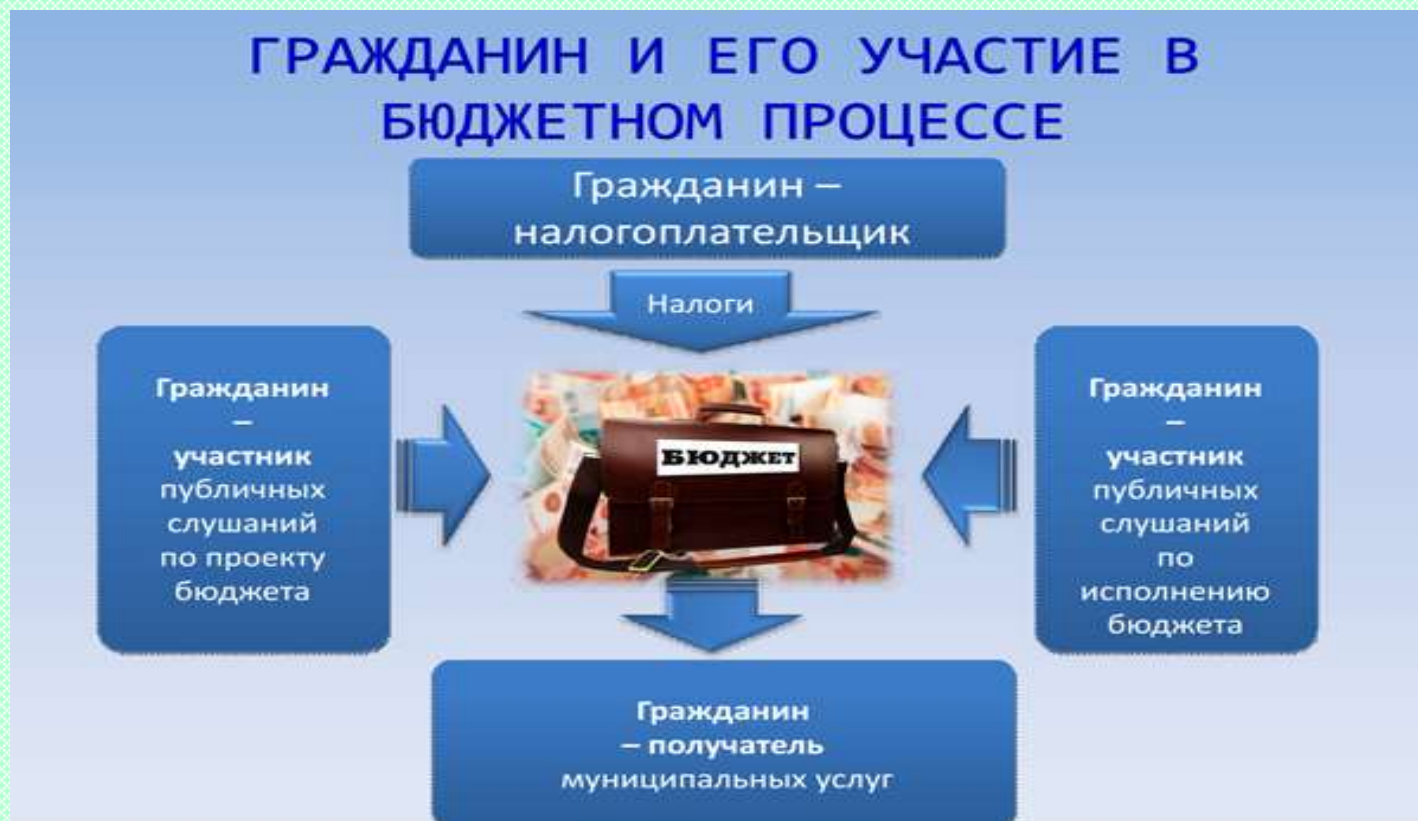 ГРАЖДАНИН И ЕГО УЧАСТИЕ В
БЮДЖЕТНОМ ПРОЦЕССЕ
Гражданин –
налогоплательщик
Налоги
Гражданин
–
участник
публичных
слушаний
по проекту
бюджета
БЮДЖЕТ
Гражданин
–
участник
публичных
слушаний
по
исполнению
бюджета
Гражданин
– получатель
муниципальных услуг